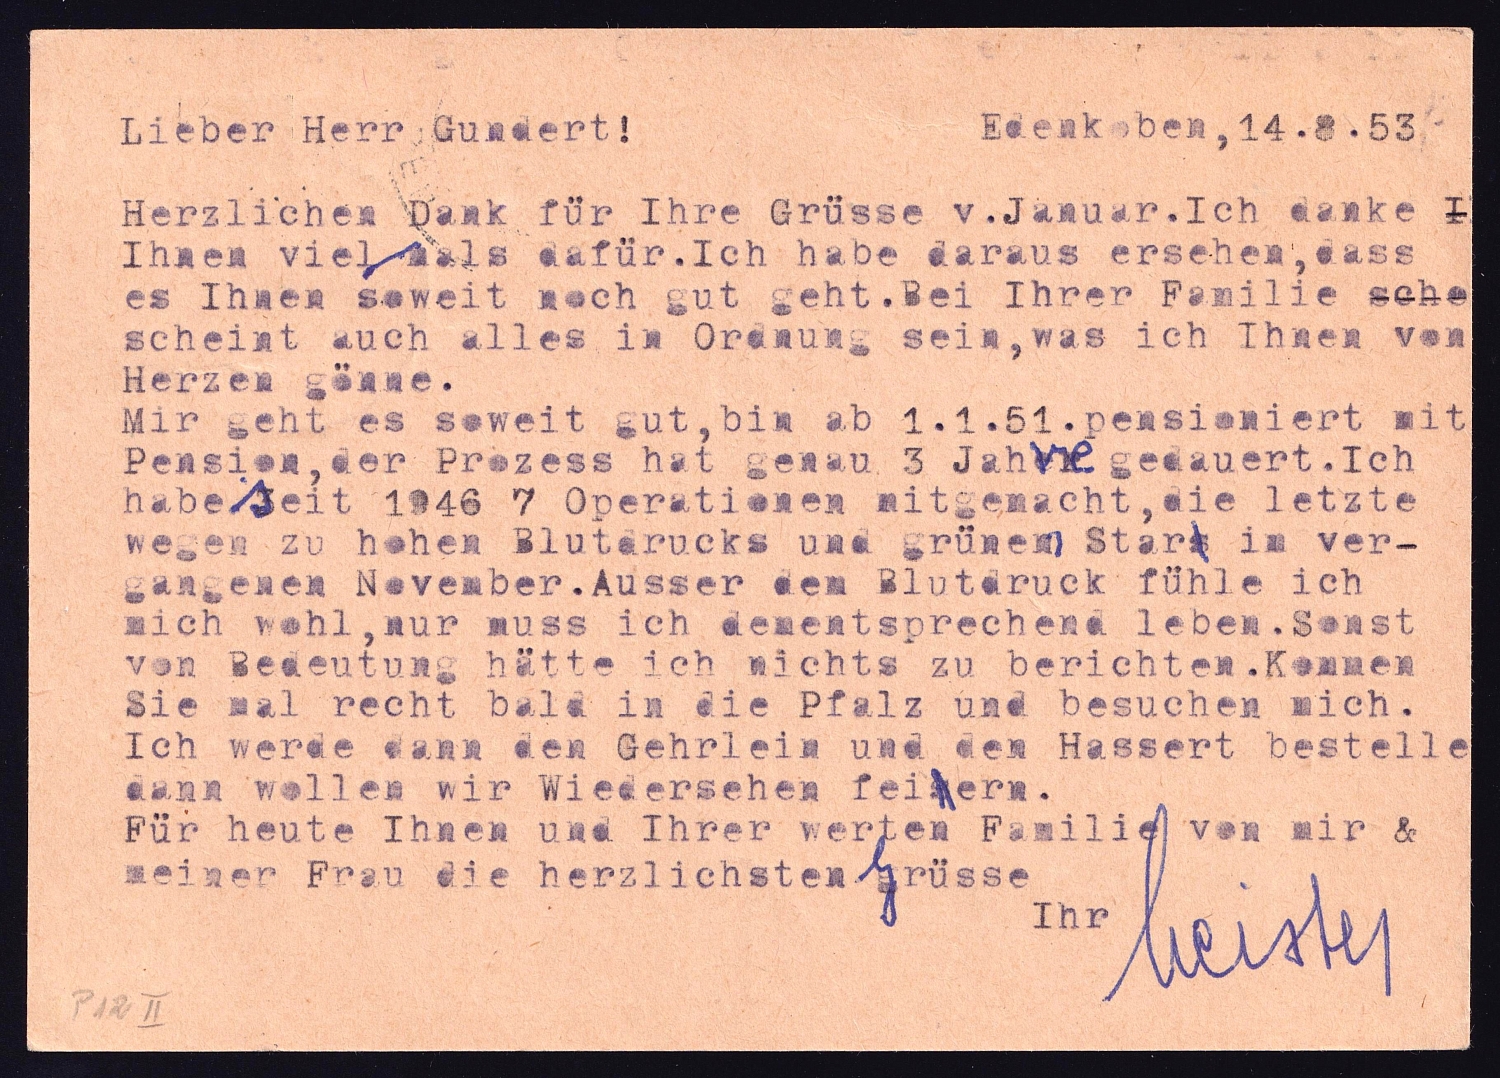 Lieber Herr Gundert! Edenkoben,14.8.53
Herzlichen Dank für Ihre Grüsse v.Januar.Ich danke I
Ihnen viel mals dafür.Ich habe daraus ersehen,dass
es Ihnen soweit noch gut geht.Bei Ihrer Familie sche
scheint auch alles in Ordnung sein,was ich Ihnen von
Herzen gönne.
Mir geht es soweit gut,bin ab 1.1.51.pensioniert mit
Pension,der Prozess hat genau 3 Jahre gedauert.Ich
habe seit 1946 7 Operationen mitgemacht,die letzte
wegen zu hohen Blutdrucks und grünen Star im ver-
gangenen November.Ausser dem Blutdruck fühle ich
mich wohl,nur muss ich dementsprechend leben.Sonst
von Bedeutung hätte ich nichts zu berichten.Kommen
Sie mal recht bald in die Pfalz und besuchen mich.
Ich werde dann den Gehrlein und den Hassert bestelle
dann wollen wir Wiedersehen feiern.
Für heute Ihnen und Ihrer werten Familie von mir &
meiner Frau die herzlichsten Grüsse
Ihr Meister
P12 II